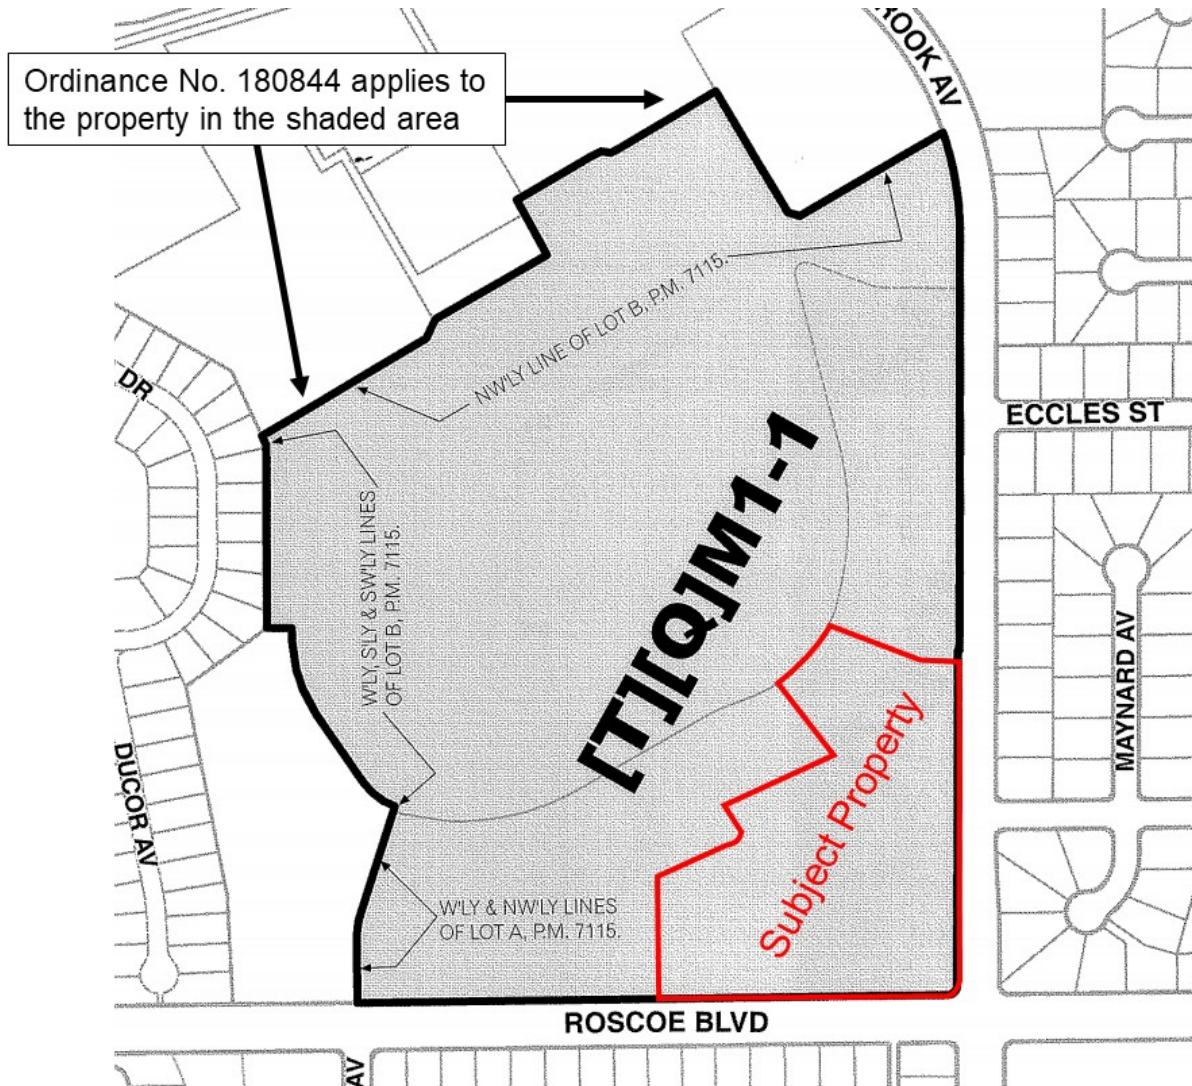 ROOK AV
Ordinance No. 180844 applies to
the property in the shaded area
NW'LY LINE OF LOT B, P.M. 7115.
DR
ECCLES ST
W'LY, S'LY & SW'LY LINES
OF LOT B, P.M. 7115.
[T][Q]M1-1
MAYNARD AV
DUCOR AV
Subject Property
W'LY & NW'LY LINES
OF LOT A, P.M. 7115.
ROSCOE BLVD
AV